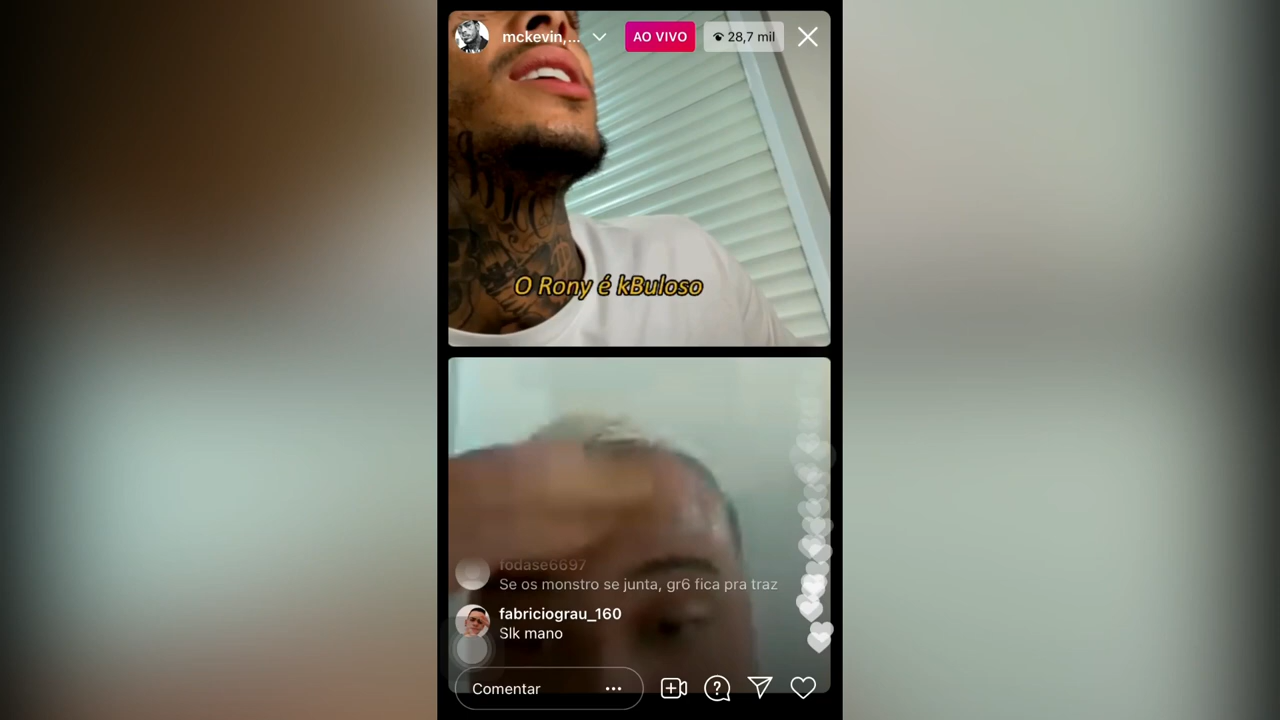 mckevin,...
AO VIVO
28,7 mil
O Rony é kBuloso
fodase6697
Se os monstro se junta, gr6 fica pra traz
fabriciograu_160
Slk mano
Comentar